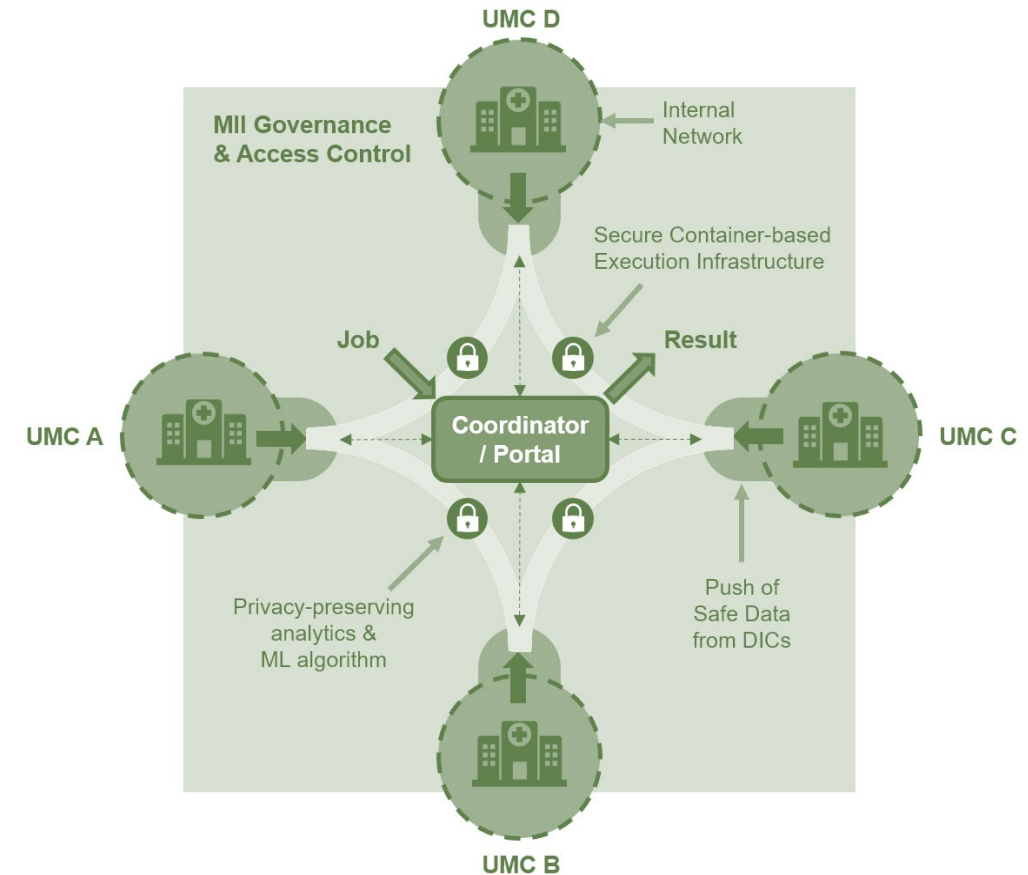 UMC D
MII Governance
& Access Control
Internal
Network
Secure Container-based
Execution Infrastructure
Job
Result
UMC A
Coordinator
/ Portal
UMC C
Privacy-preserving
analytics &
ML algorithm
Push of
Safe Data
from DICs
UMC B